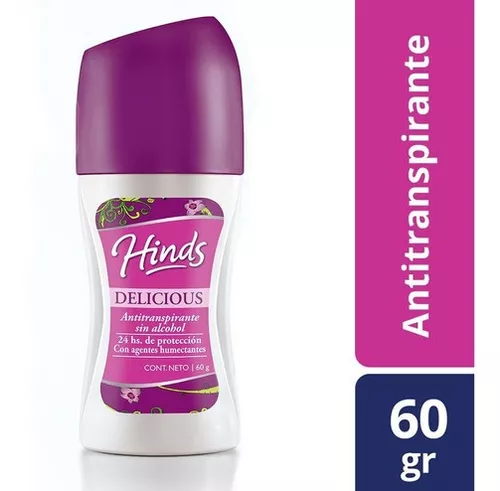 Hinds
DELICIOUS
Antitranspirante
sin alcohol
24 hs. de protección
Con agentes humectantes
CONT. NETO | 60 g
Antitranspirante
60
gr